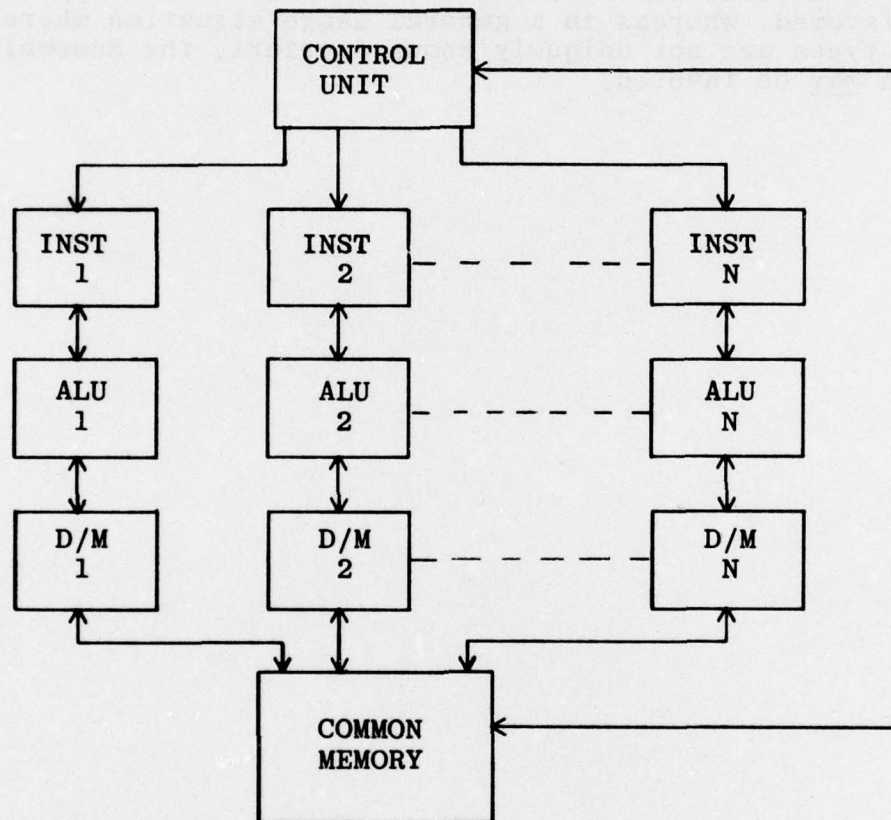 CONTROL
UNIT
INST
1
INST
2
INST
N
ALU
1
ALU
2
ALU
N
D/M
1
D/M
2
D/M
N
COMMON
MEMORY